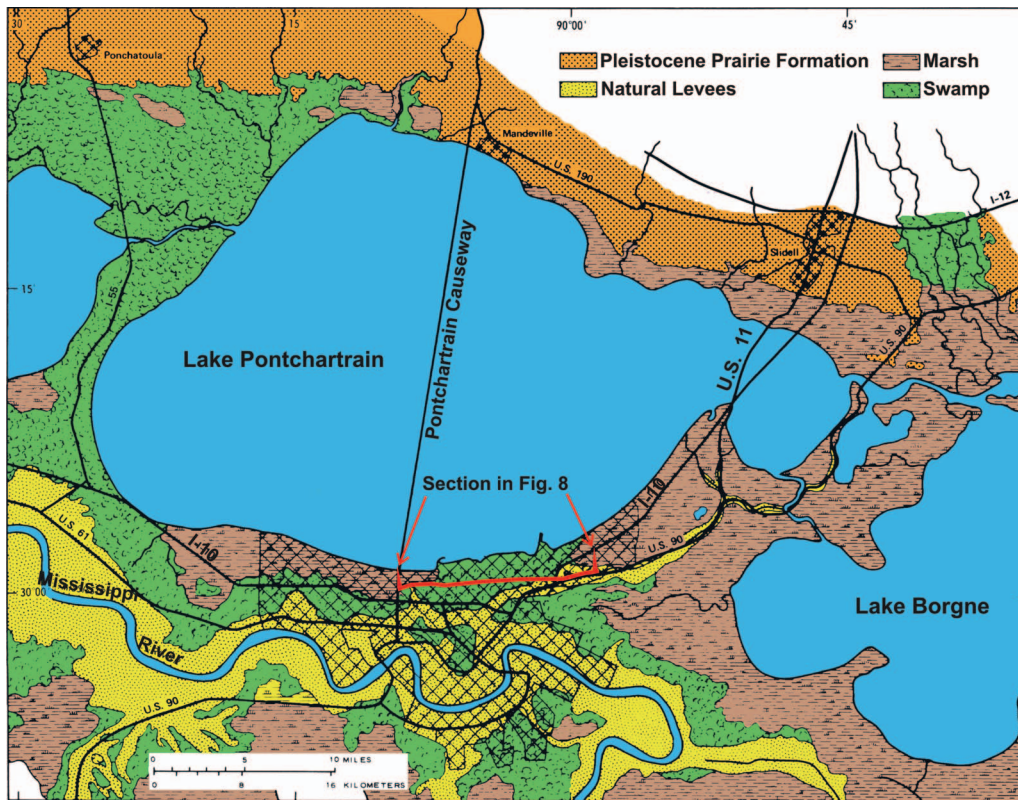 30
15
90°00'
45
Ponchatoula
Pleistocene Prairie Formation
Marsh
Natural Levees
Swamp
Mandeville
U.S. 190
I-12
Slidell
15
I-55
Pontchartrain Causeway
Lake Pontchartrain
U.S. 11
U.S. 90
Section in Fig. 8
I-10
U.S. 61
I-10
U.S. 90
Mississippi
30°00'
Lake Borgne
River
U.S. 90
0 5 10 MILES
0 8 16 KILOMETERS